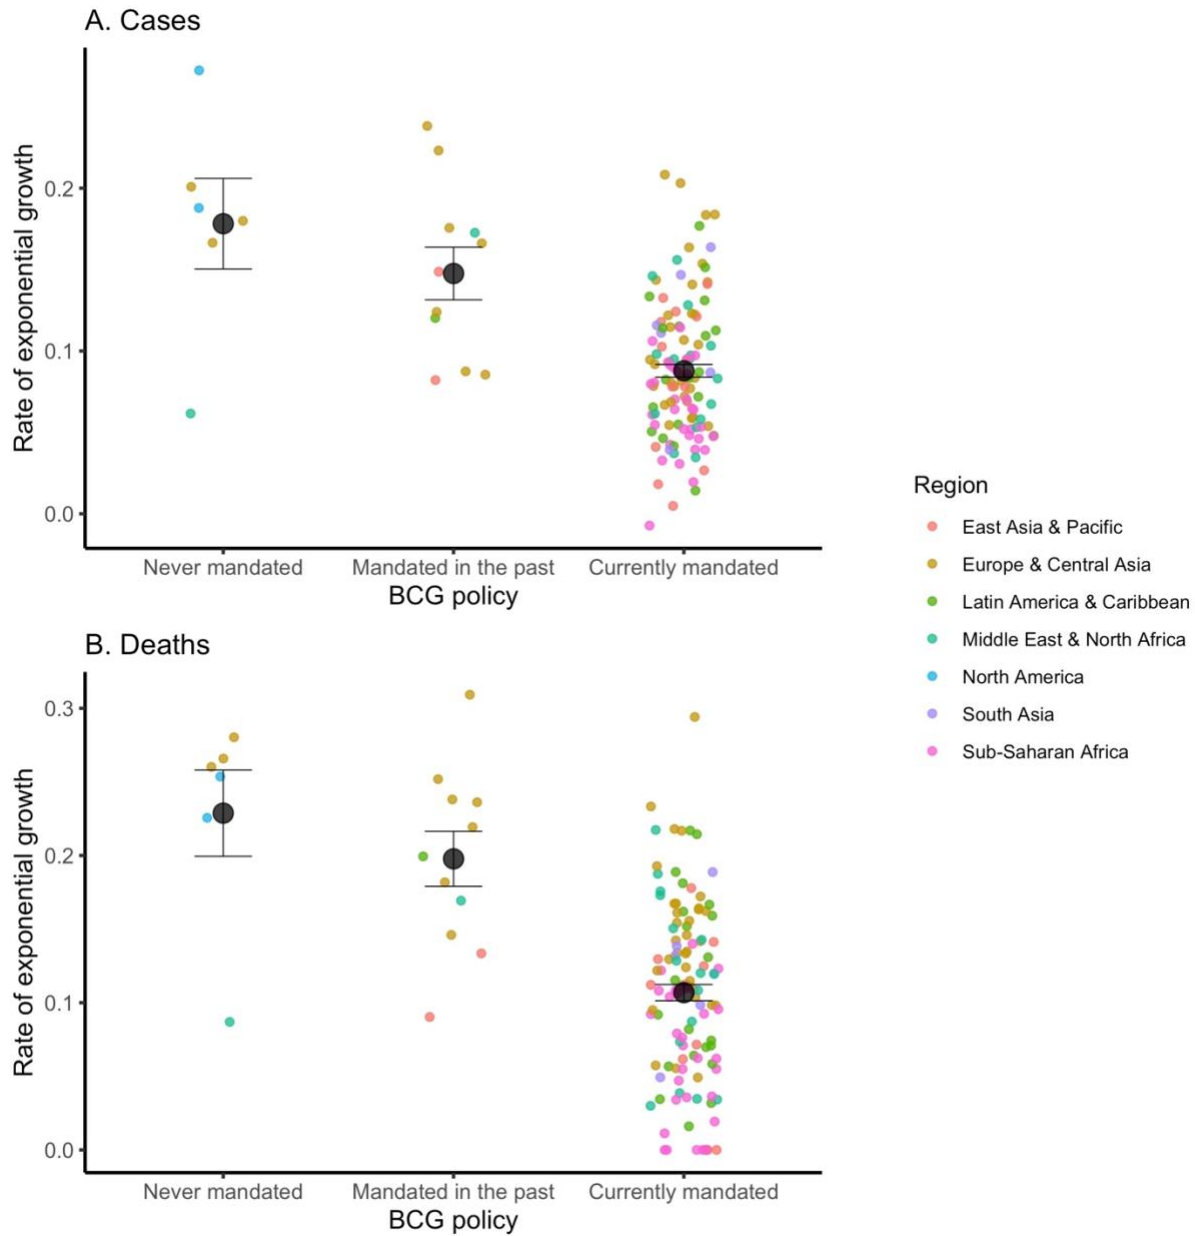 A. Cases
Rate of exponential growth
0.2
0.1
0.0
Never mandated
Mandated in the past
Currently mandated
BCG policy
B. Deaths
Rate of exponential growth
0.3
0.2
0.1
0.0
Never mandated
Mandated in the past
Currently mandated
BCG policy
Region
East Asia & Pacific
Europe & Central Asia
Latin America & Caribbean
Middle East & North Africa
North America
South Asia
Sub-Saharan Africa